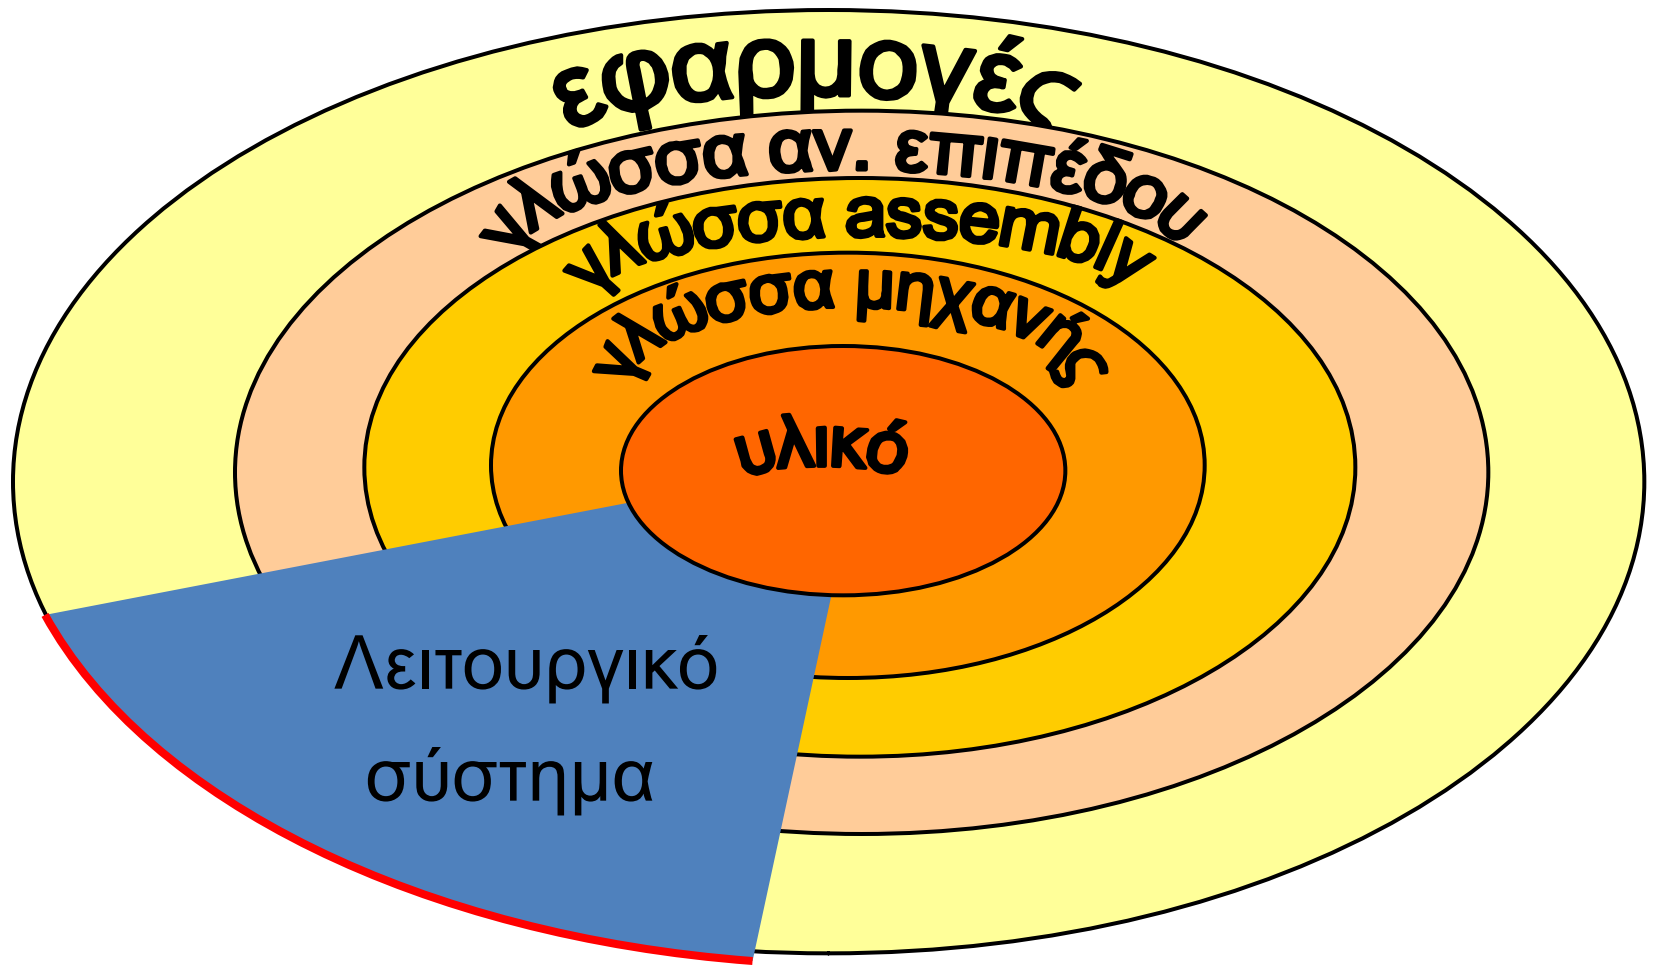 εφαρμογές
γλώσσα αν. επιπέδου
γλώσσα assembly
γλώσσα μηχανής
υλικό
Λειτουργικό
σύστημα